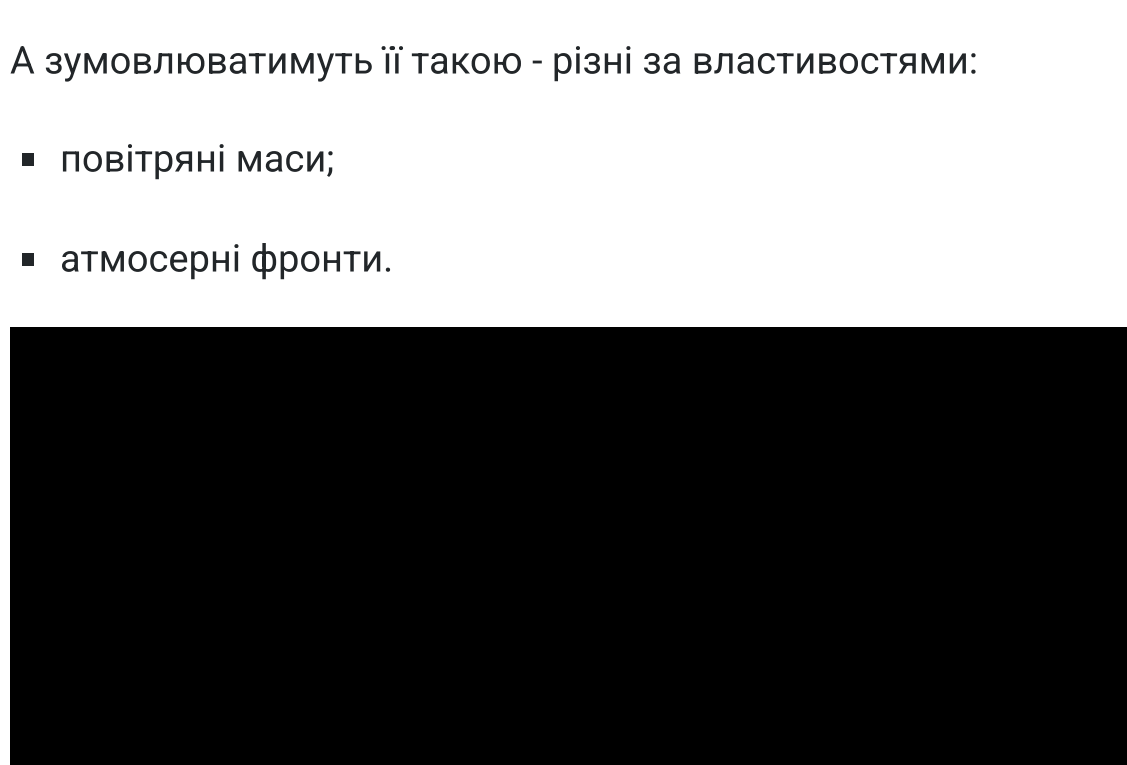 А зумовлюватимуть її такою - різні за властивостями:
▪ повітряні маси;
▪ атмосерні фронти.